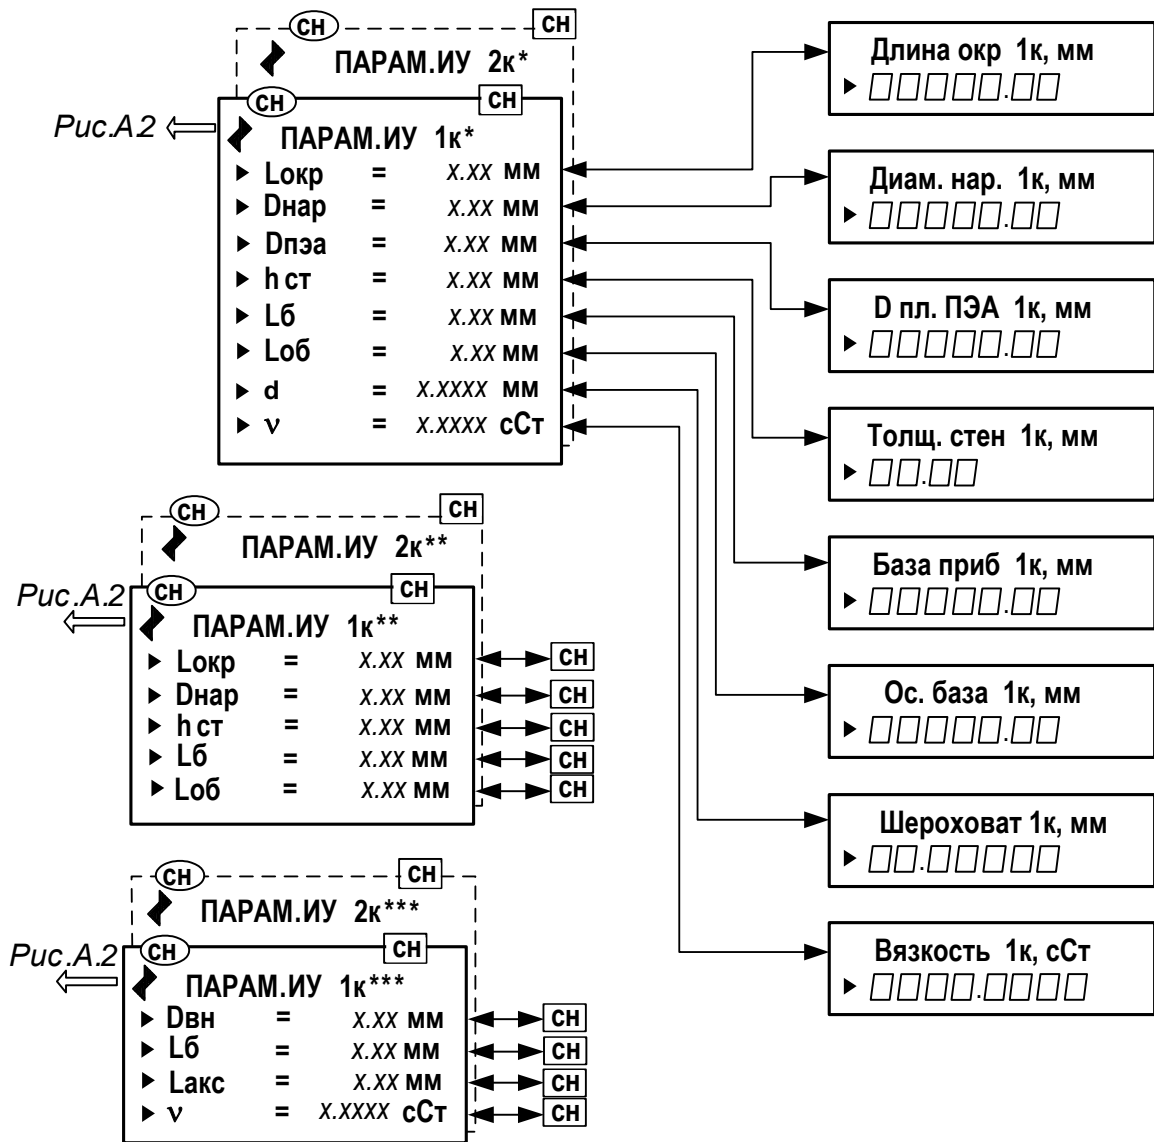 СН СН
ПАРАМ.ИУ 2к*
СН СН
Рис.А.2
ПАРАМ.ИУ 1к*
Lокр = x.xx мм
Dнар = x.xx мм
Dпэа = x.xx мм
h ст = x.xx мм
Lб = x.xx мм
Lоб = x.xx мм
d = x.xxxx мм
ν = x.xxxx сСт
Длина окр 1к, мм
Диам. нар. 1к, мм
D пл. ПЭА 1к, мм
Толщ. стен 1к, мм
База приб 1к, мм
Ос. база 1к, мм
Шероховат 1к, мм
Вязкость 1к, сСт
СН СН
ПАРАМ.ИУ 2к**
СН СН
Рис.А.2
ПАРАМ.ИУ 1к**
Lокр = x.xx мм СН
Dнар = x.xx мм СН
h ст = x.xx мм СН
Lб = x.xx мм СН
Lоб = x.xx мм СН
СН СН
ПАРАМ.ИУ 2к***
СН СН
Рис.А.2
ПАРАМ.ИУ 1к***
Dвн = x.xx мм СН
Lб = x.xx мм СН
Lакс = x.xx мм СН
ν = x.xxxx сСт СН